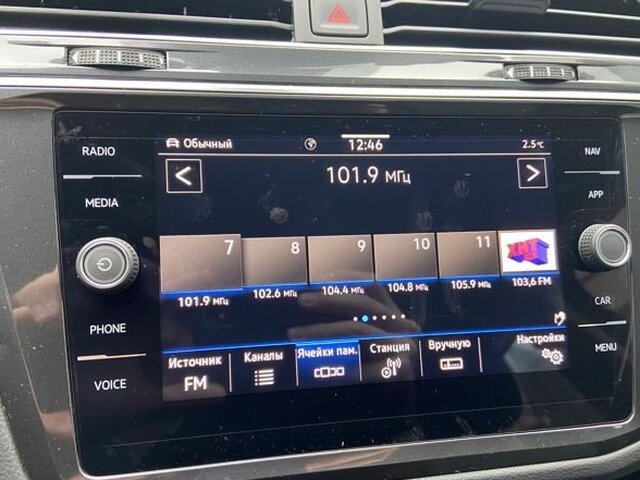 RADIO
MEDIA
PHONE
VOICE
Обычный
12:46
2.5°C
101.9 МГц
7
8
9
10
11
ХИТ
101.9 МГц
102.6 МГц
104.4 МГц
104.8 МГц
105.9 МГц
103,6 FM
Источник
FM
Каналы
Ячейки пам.
Станция
Вручную
Настройки
NAV
APP
CAR
MENU